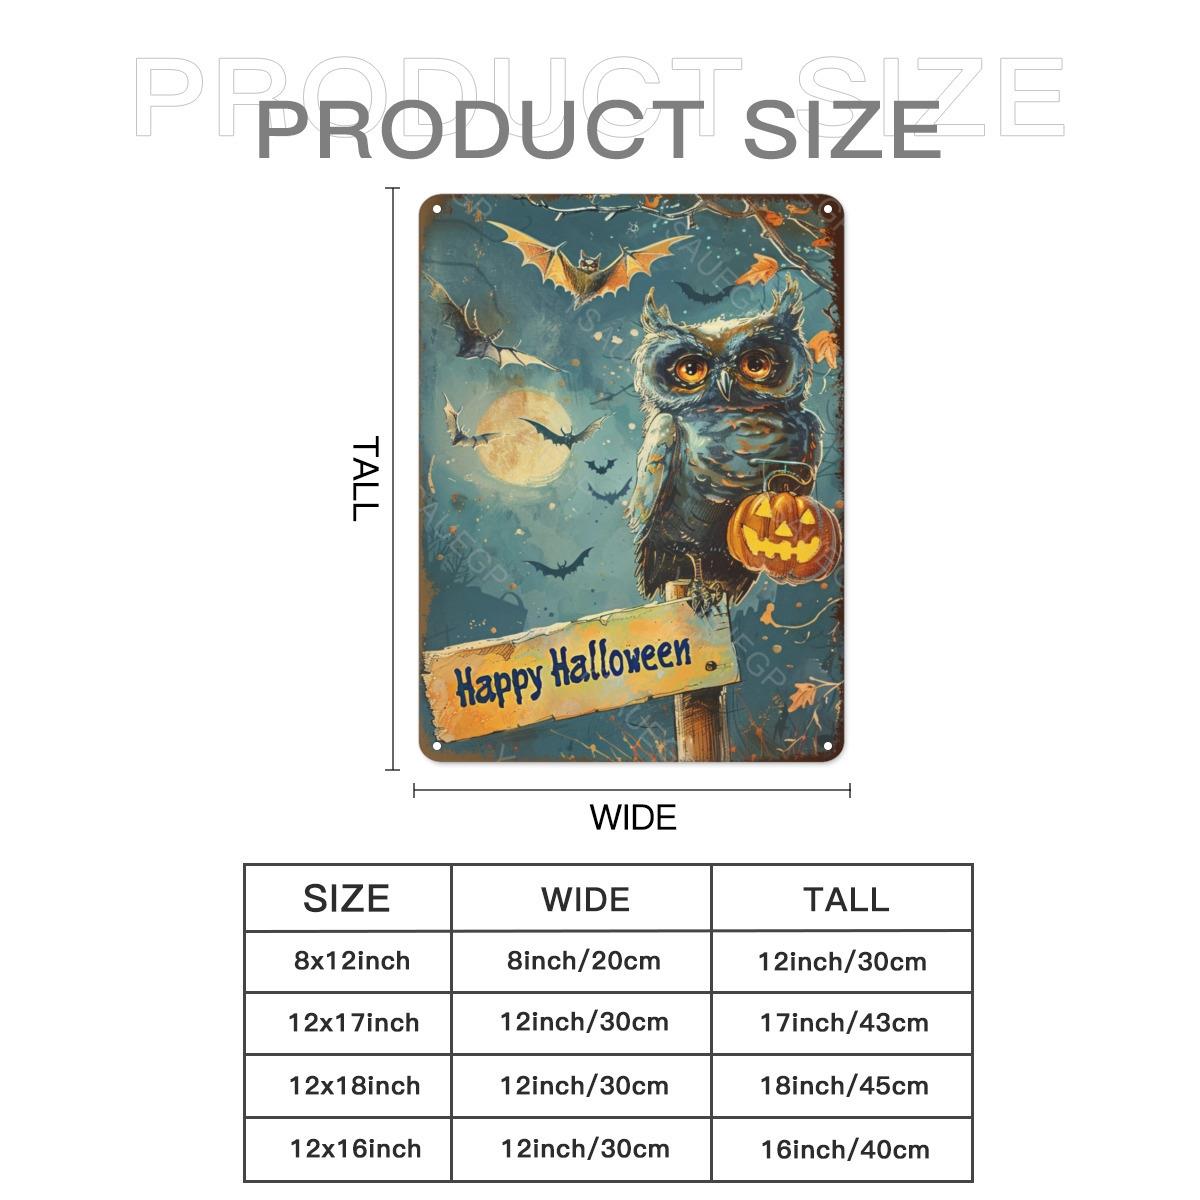 PRODUCT SIZE
PRODUCT SIZE
TALL
Happy Halloween
WIDE
SIZE WIDE TALL
8x12inch 8inch/20cm 12inch/30cm
12x17inch 12inch/30cm 17inch/43cm
12x18inch 12inch/30cm 18inch/45cm
12x16inch 12inch/30cm 16inch/40cm